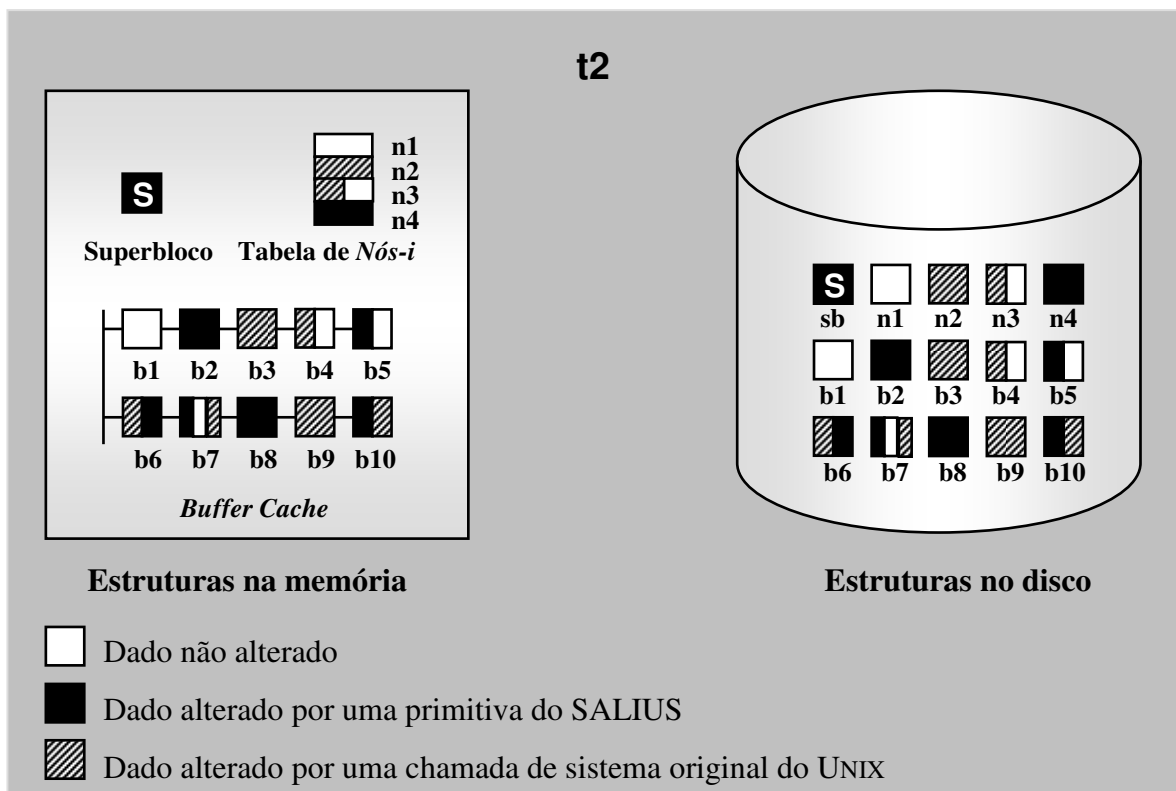 t2
n1
n2
n3
n4
S
Superbloco Tabela de Nós-i
b1 b2 b3 b4 b5
b6 b7 b8 b9 b10
Buffer Cache
S
sb n1 n2 n3 n4
b1 b2 b3 b4 b5
b6 b7 b8 b9 b10
Estruturas na memória
Estruturas no disco
Dado não alterado
Dado alterado por uma primitiva do SALIUS
Dado alterado por uma chamada de sistema original do UNIX